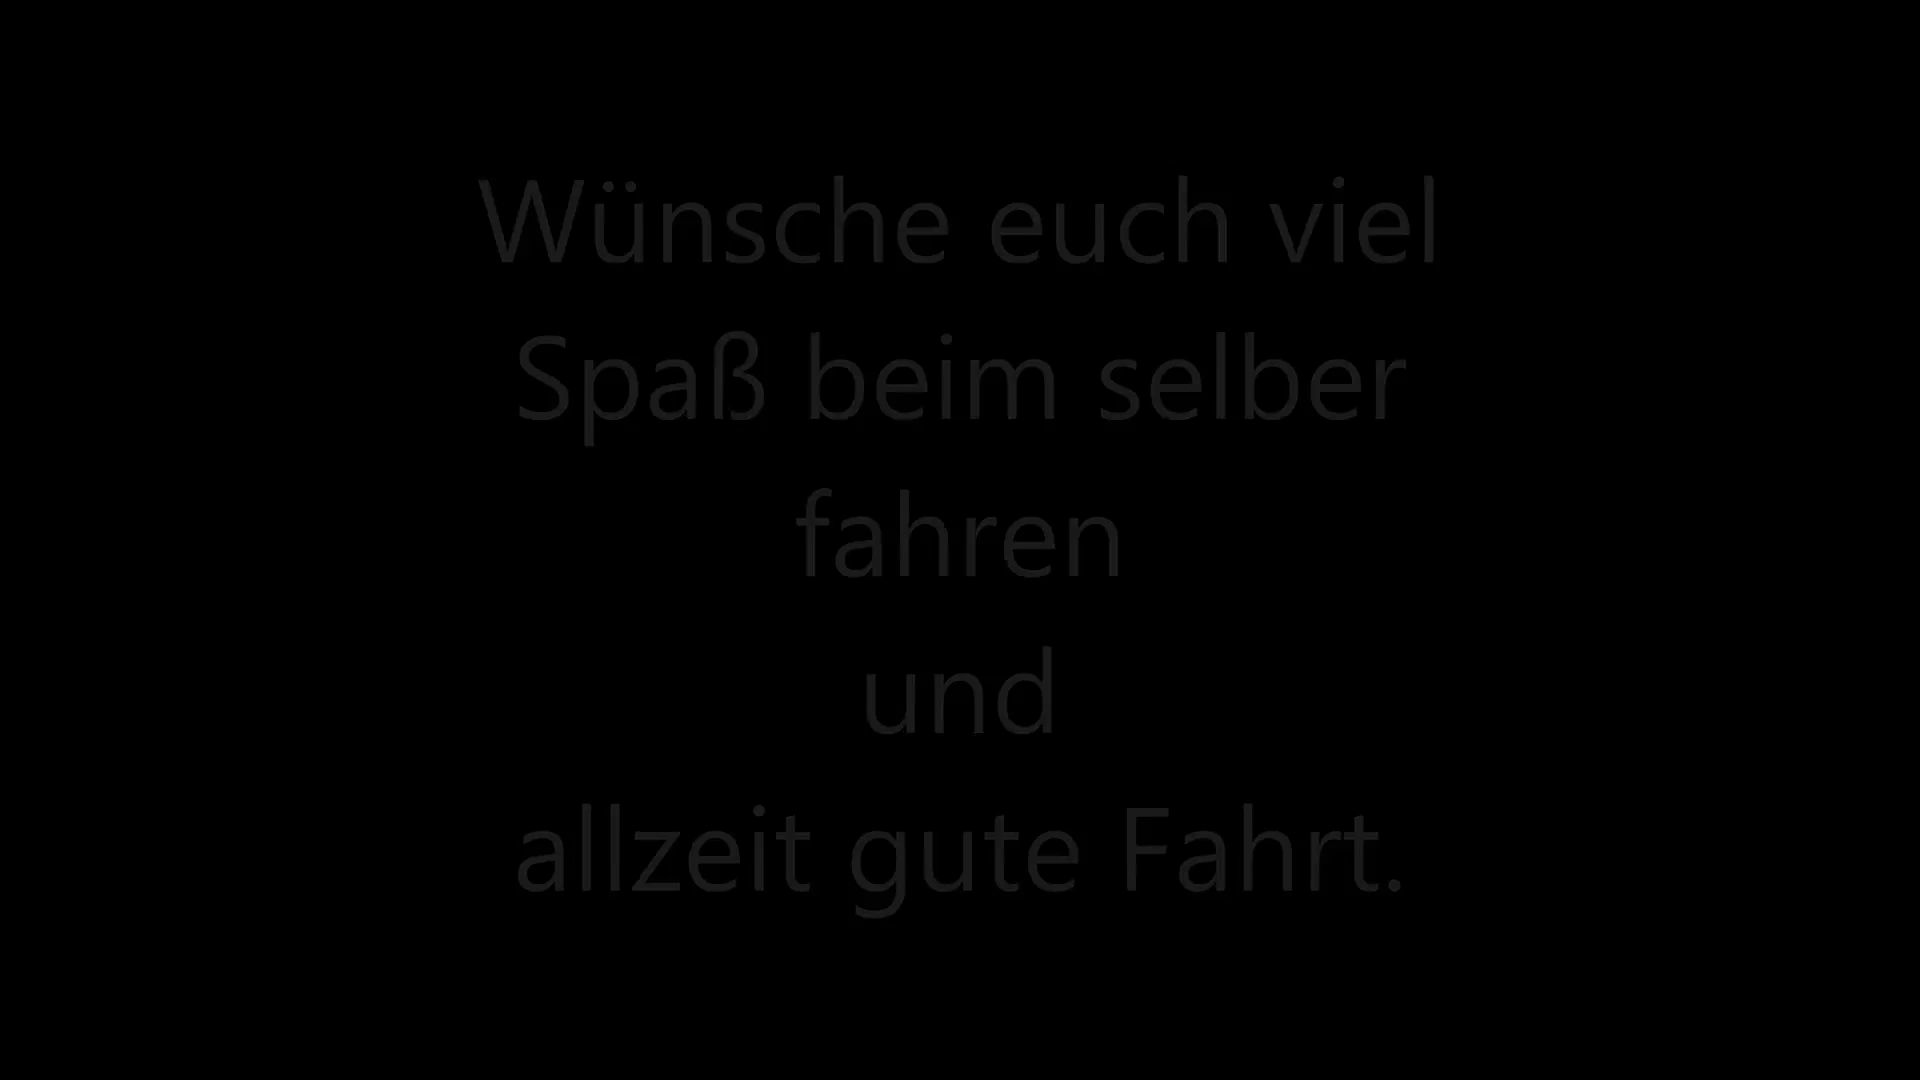 Wünsche euch viel
Spaß beim selber
fahren
und
allzeit gute Fahrt.